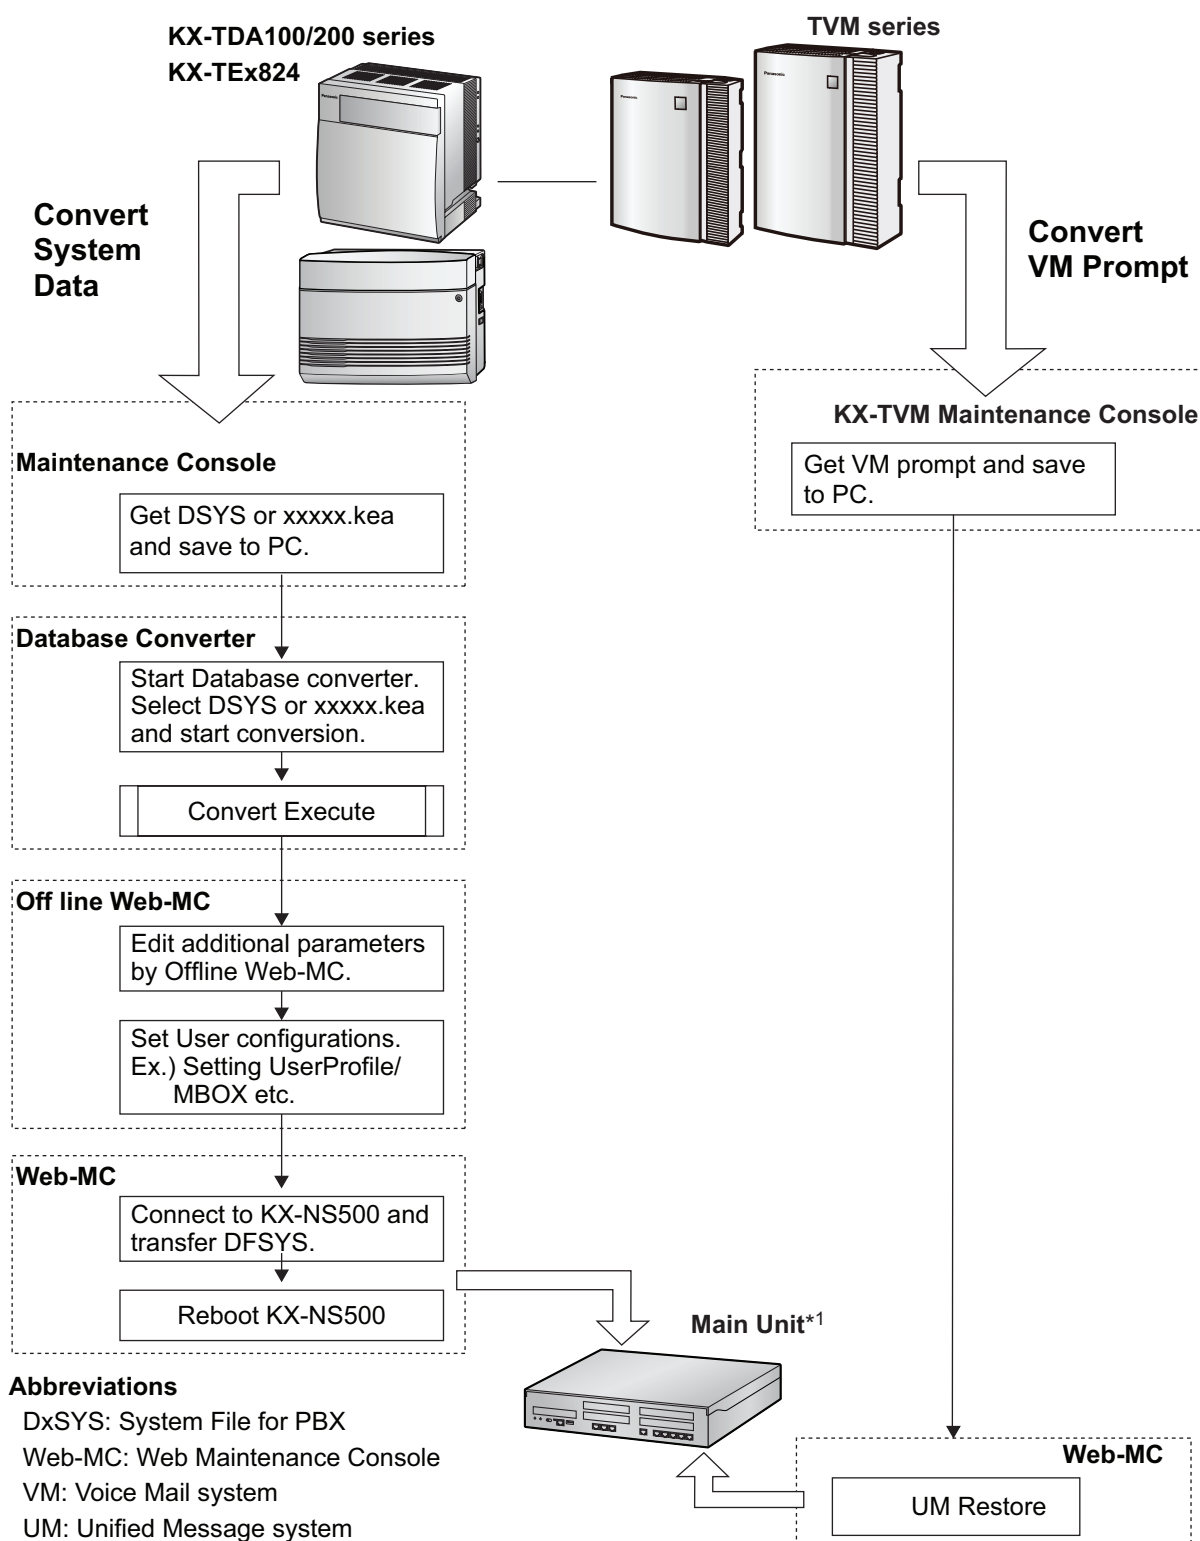 KX-TDA100/200 series
KX-TEx824
TVM series
Panasonic
Panasonic
Panasonic
Convert
System
Data
Convert
VM Prompt
Maintenance Console
Get DSYS or xxxxx.kea
and save to PC.
KX-TVM Maintenance Console
Get VM prompt and save
to PC.
Database Converter
Start Database converter.
Select DSYS or xxxxx.kea
and start conversion.
Convert Execute
Off line Web-MC
Edit additional parameters
by Offline Web-MC.
Set User configurations.
Ex.) Setting UserProfile/
MBOX etc.
Web-MC
Connect to KX-NS500 and
transfer DFSYS.
Reboot KX-NS500
Main Unit*1
Abbreviations
DxSYS: System File for PBX
Web-MC: Web Maintenance Console
VM: Voice Mail system
UM: Unified Message system
Web-MC
UM Restore